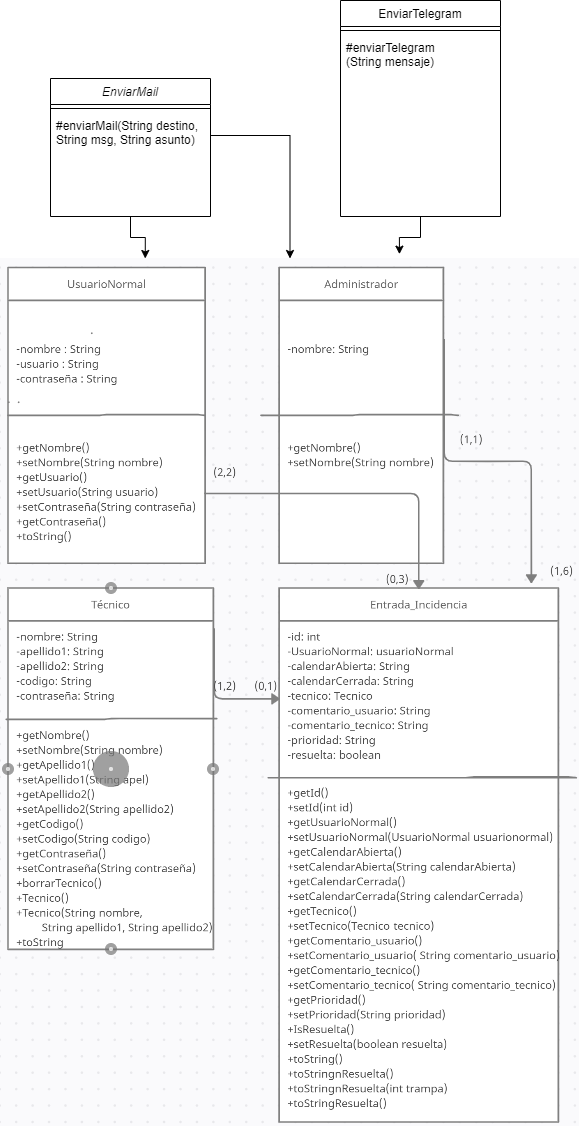 EnviarTelegram
#enviarTelegram
(String mensaje)
EnviarMail
#enviarMail(String destino,
String msg, String asunto)
UsuarioNormal
-nombre : String
-usuario : String
-contraseña : String
+getNombre()
+setNombre(String nombre)
+getUsuario()
+setUsuario(String usuario)
+setContraseña(String contraseña)
+getContraseña()
+toString()
(2,2)
Administrador
-nombre: String
+getNombre()
+setNombre(String nombre)
(1,1)
(0,3)
(1,6)
Técnico
-nombre: String
-apellido1: String
-apellido2: String
-codigo: String
-contraseña: String
+getNombre()
+setNombre(String nombre)
+getApellido1()
+setApellido1(String apel)
+getApellido2()
+setApellido2(String apellido2)
+getCodigo()
+setCodigo(String codigo)
+getContraseña()
+setContraseña(String contraseña)
+borrarTecnico()
+Tecnico()
+Tecnico(String nombre,
String apellido1, String apellido2)
+toString
(1,2)
(0,1)
Entrada_Incidencia
-id: int
-UsuarioNormal: usuarioNormal
-calendarAbierta: String
-calendarCerrada: String
-tecnico: Tecnico
-comentario_usuario: String
-comentario_tecnico: String
-prioridad: String
-resuelta: boolean
+getId()
+setId(int id)
+getUsuarioNormal()
+setUsuarioNormal(UsuarioNormal usuarionormal)
+getCalendarAbierta()
+setCalendarAbierta(String calendarAbierta)
+getCalendarCerrada()
+setCalendarCerrada(String calendarCerrada)
+getTecnico()
+setTecnico(Tecnico tecnico)
+getComentario_usuario()
+setComentario_usuario( String comentario_usuario)
+getComentario_tecnico()
+setComentario_tecnico( String comentario_tecnico)
+getPrioridad()
+setPrioridad(String prioridad)
+IsResuelta()
+setResuelta(boolean resuelta)
+toString()
+toStringnResuelta()
+toStringnResuelta(int trampa)
+toStringResuelta()